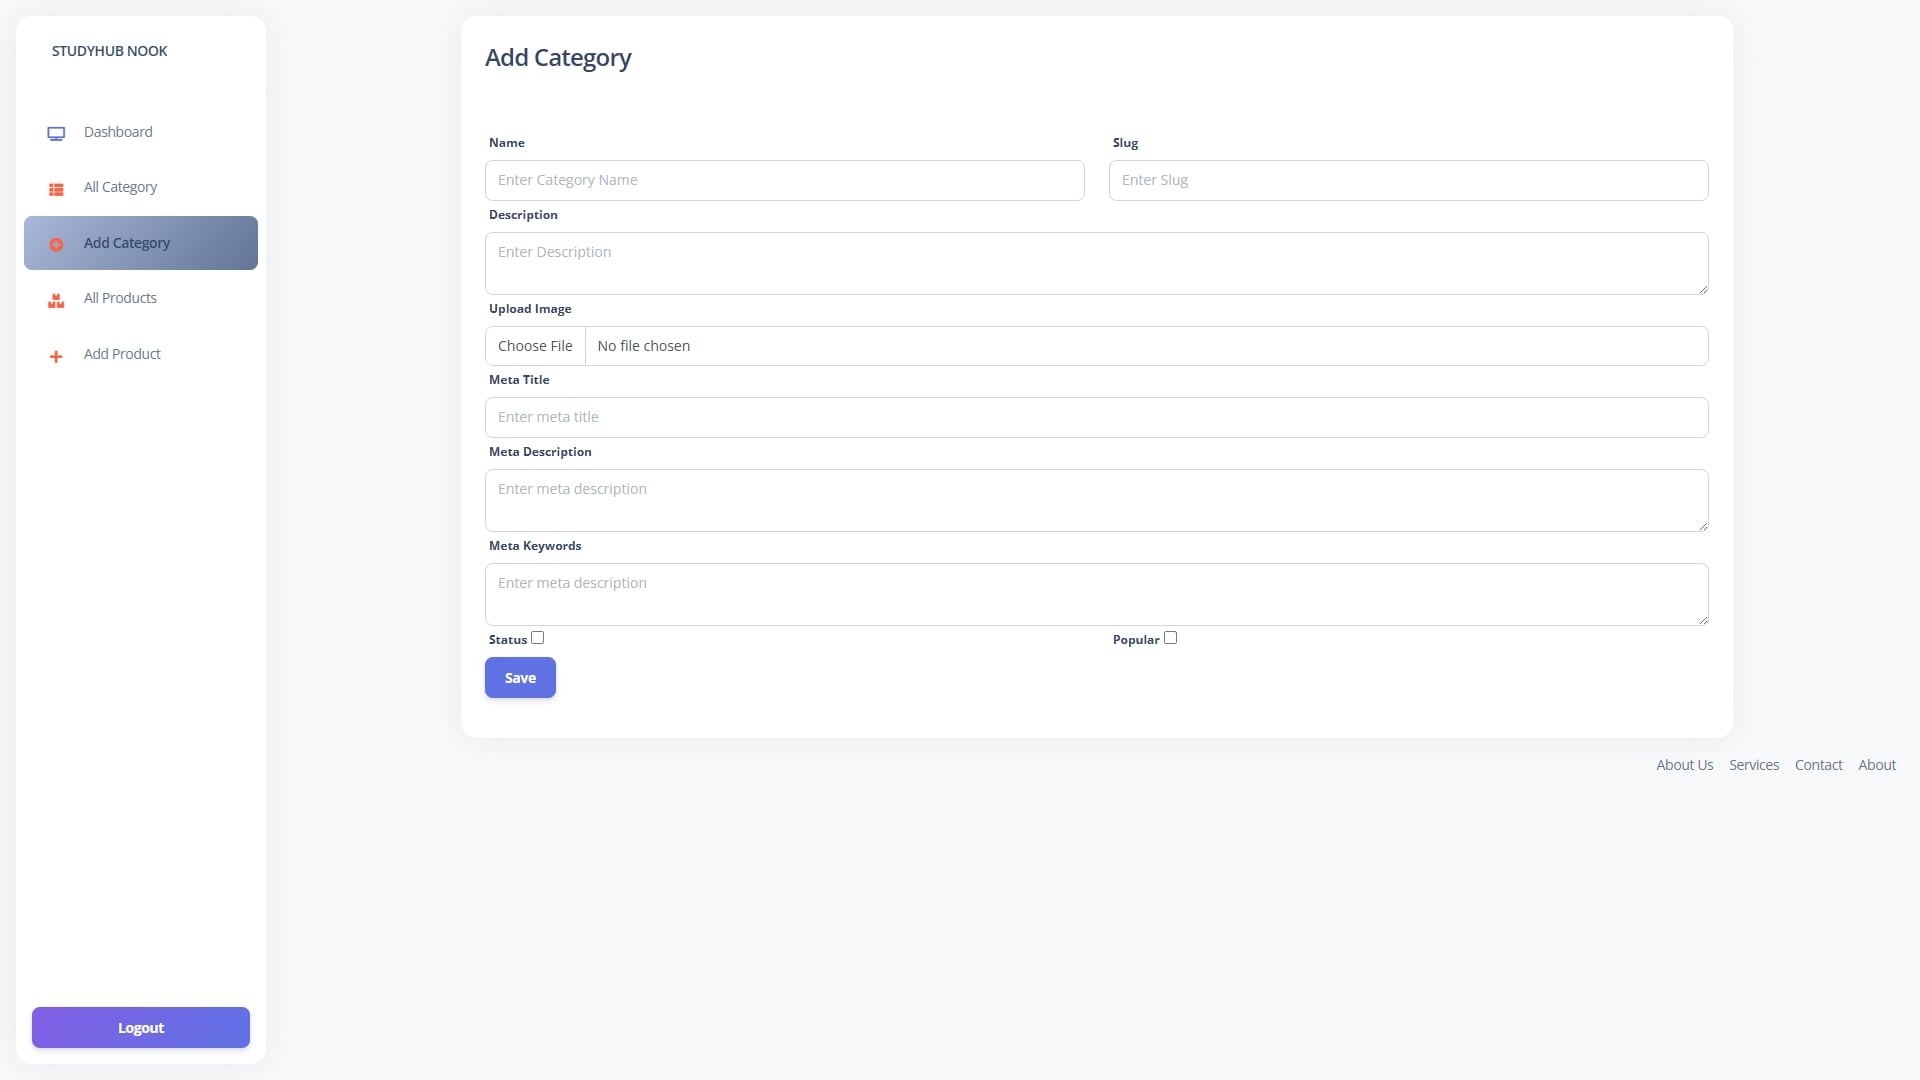 STUDYHUB NOOK
Dashboard
All Category
Add Category
All Products
Add Product
Logout
Add Category
Name
Enter Category Name
Slug
Enter Slug
Description
Enter Description
Upload Image
Choose File No file chosen
Meta Title
Enter meta title
Meta Description
Enter meta description
Meta Keywords
Enter meta description
Status
Popular
Save
About Us Services Contact About